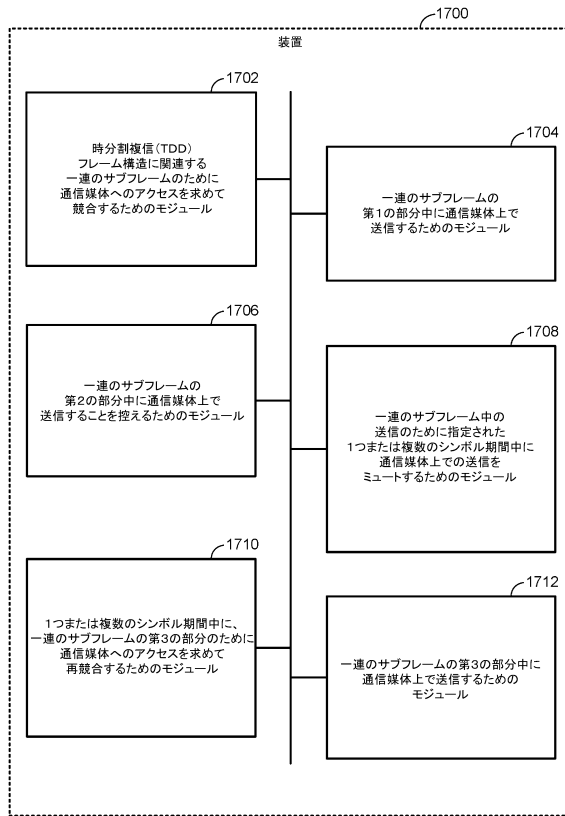 1700
装置
1702
時分割複信(TDD)
フレーム構造に関連する
一連のサブフレームのために
通信媒体へのアクセスを求めて
競合するためのモジュール
1704
一連のサブフレームの
第1の部分中に通信媒体上で
送信するためのモジュール
1706
一連のサブフレームの
第2の部分中に通信媒体上で
送信することを控えるためのモジュール
1708
一連のサブフレーム中の
送信のために指定された
1つまたは複数のシンボル期間中に
通信媒体上での送信を
ミュートするためのモジュール
1710
1つまたは複数のシンボル期間中に、
一連のサブフレームの第3の部分のために
通信媒体へのアクセスを求めて
再競合するためのモジュール
1712
一連のサブフレームの第3の部分中に
通信媒体上で送信するための
モジュール